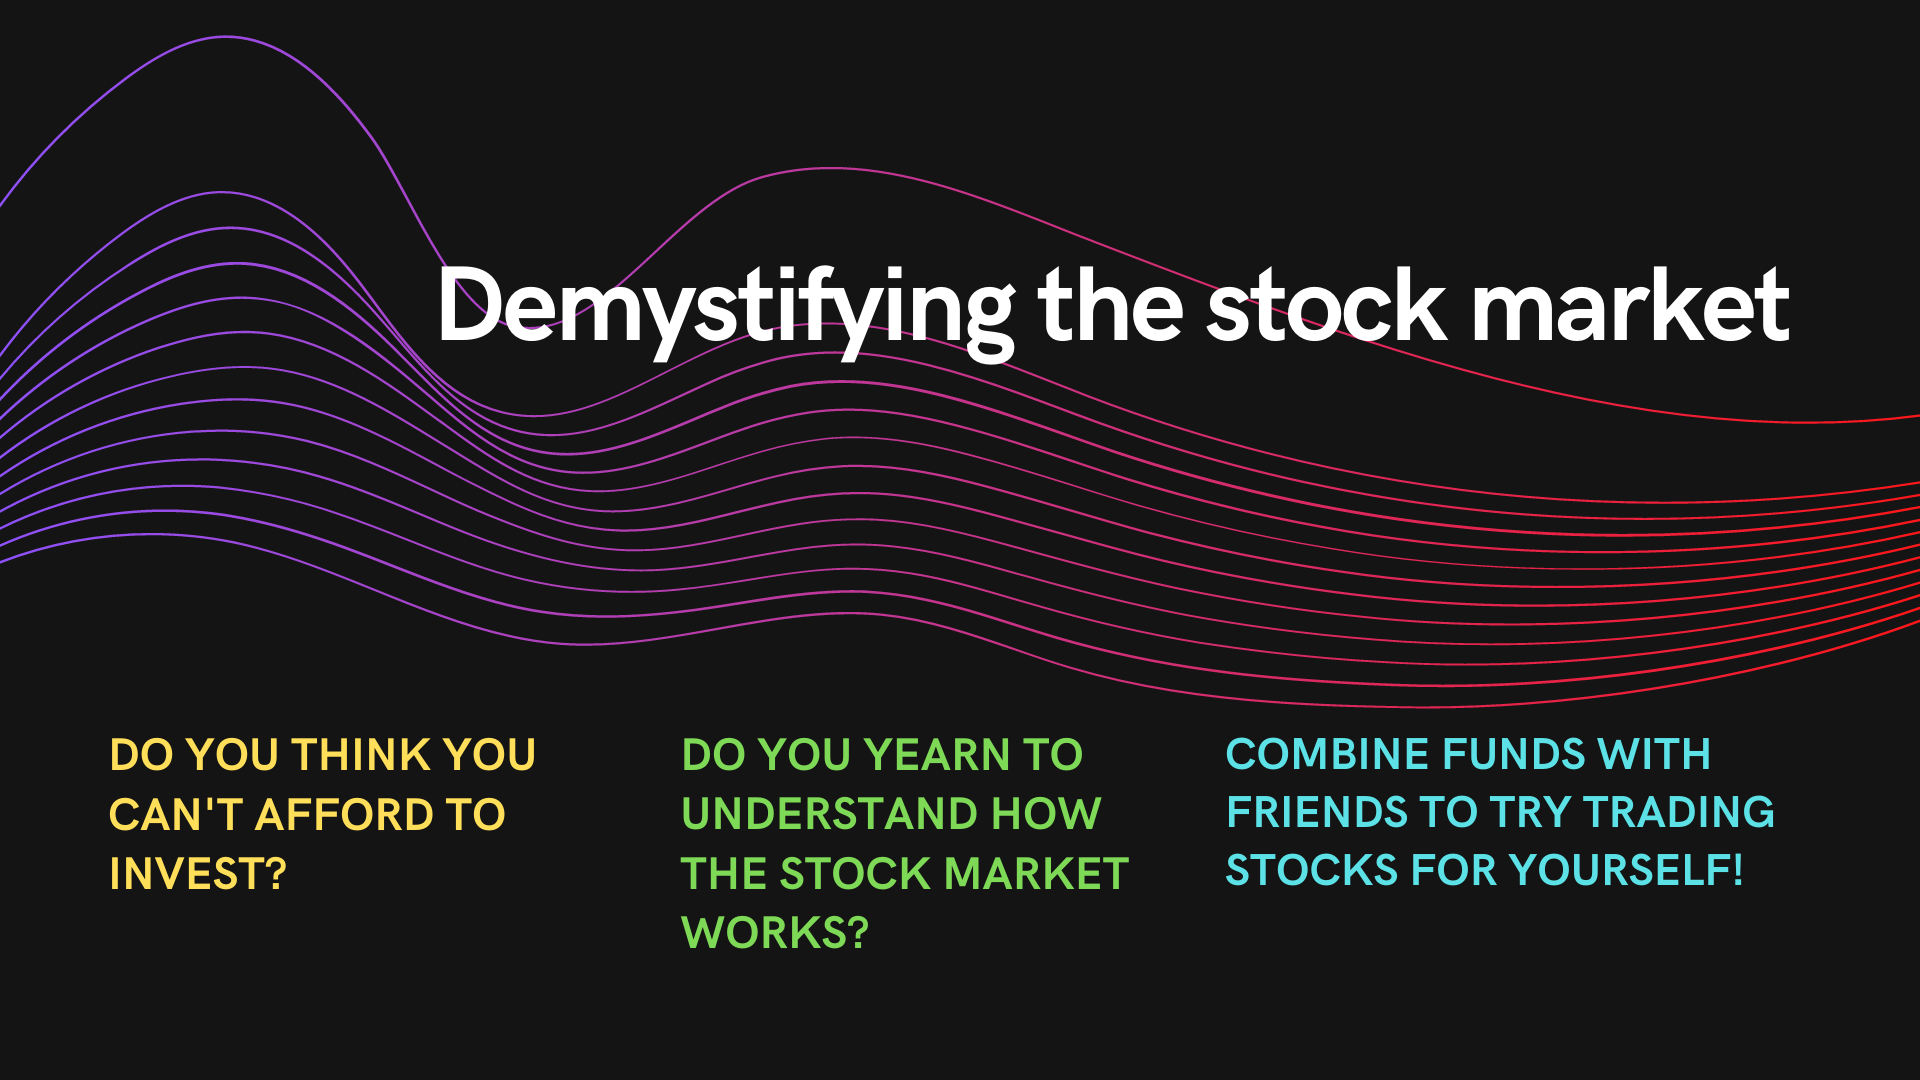 Demystifying the stock market
DO YOU THINK YOU
CAN'T AFFORD TO
INVEST?
DO YOU YEARN TO
UNDERSTAND HOW
THE STOCK MARKET
WORKS?
COMBINE FUNDS WITH
FRIENDS TO TRY TRADING
STOCKS FOR YOURSELF!